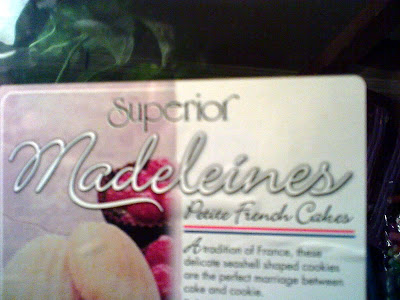 Superior
Madeleines
Petite French Cakes
A tradition of France, these
delicate seashell shaped cookies
are the perfect marriage between
cake and cookie.